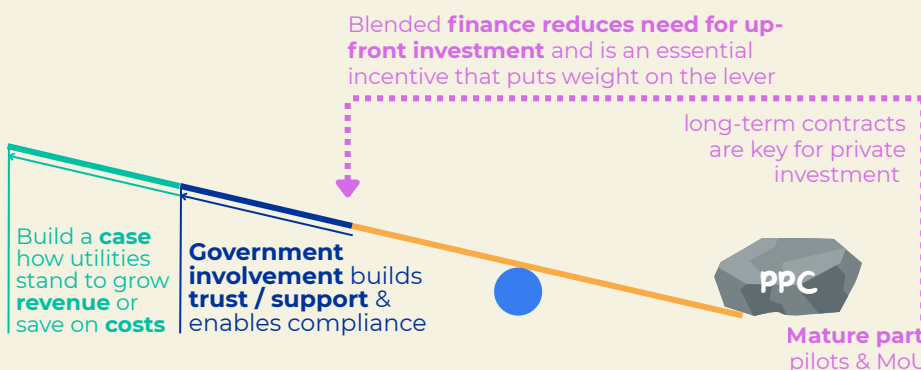 Blended finance reduces need for up-
front investment and is an essential
incentive that puts weight on the lever
long-term contracts
are key for private
investment
Build a case
how utilities
stand to grow
revenue or
save on costs
Government
involvement builds
trust / support &
enables compliance
PPC
Mature part
pilots & MoU